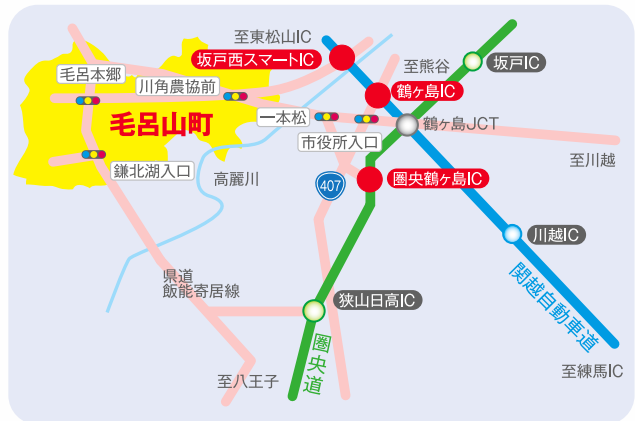 至東松山IC
坂戸西スマートIC
至熊谷
坂戸IC
毛呂本郷
川角農協前
鶴ヶ島IC
毛呂山町
一本松
鶴ヶ島JCT
市役所入口
至川越
鎌北湖入口
高麗川
407
圏央鶴ヶ島IC
川越IC
県道
飯能寄居線
狭山日高IC
関越自動車道
圏央道
至八王子
至練馬IC